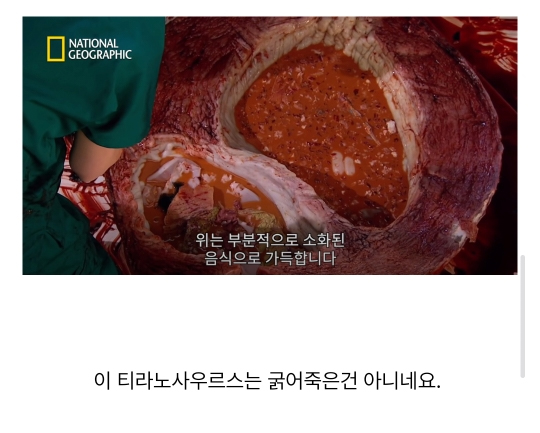 NATIONAL
GEOGRAPHIC
위는 부분적으로 소화된
음식으로 가득합니다
이 티라노사우르스는 굵어죽은건 아니네요.